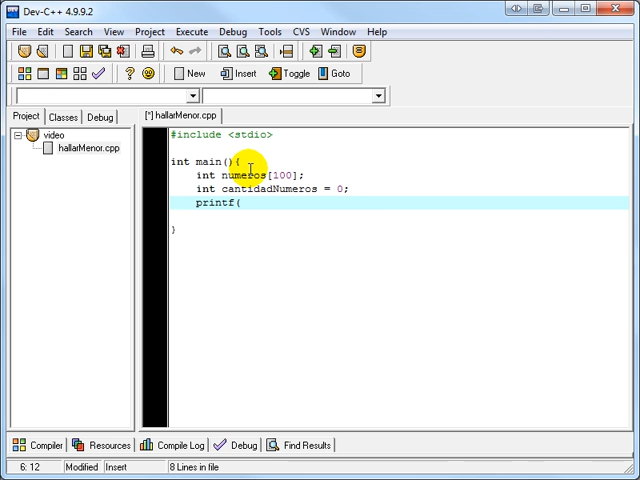 Dev-C++ 4.9.9.2
File Edit Search View Project Execute Debug Tools CVS Window Help
New Insert Toggle Goto
Project Classes Debug [*] hallarMenor.cpp
video
hallarMenor.cpp
#include <stdio>
int main(){
int numeros[100];
int cantidadNumeros = 0;
printf(
}
Compiler Resources Compile Log Debug Find Results
6: 12 Modified Insert 8 Lines in file